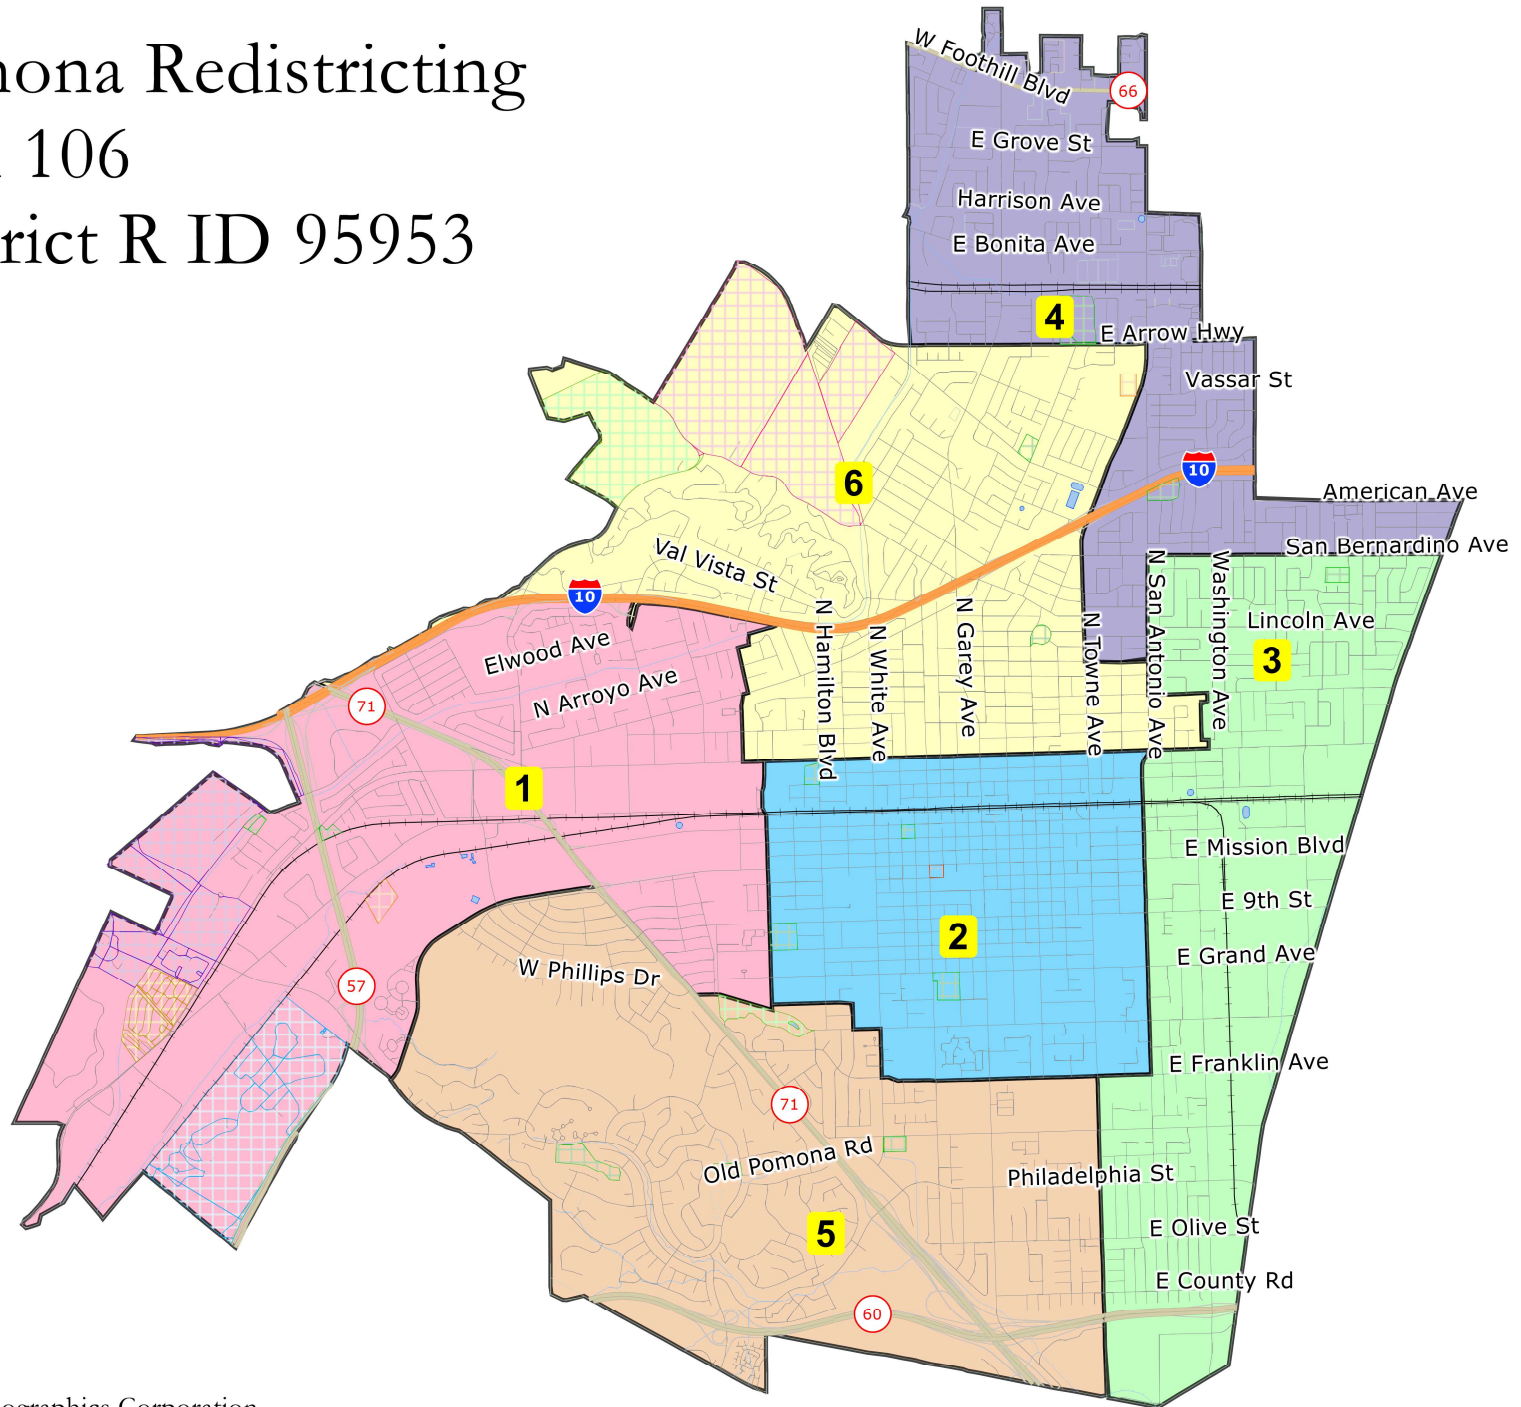 nona Redistricting
106
rict R ID 95953
W Foothill Blvd
66
E Grove St
Harrison Ave
E Bonita Ave
4
E Arrow Hwy
Vassar St
10
6
American Ave
San Bernardino Ave
Val Vista St
10
N Hamilton Blvd
N White Ave
N Garey Ave
N Towne Ave
N San Antonio Ave
Washington Ave
Lincoln Ave
3
Elwood Ave
N Arroyo Ave
71
1
E Mission Blvd
E 9th St
2
E Grand Ave
W Phillips Dr
57
E Franklin Ave
71
Old Pomona Rd
Philadelphia St
5
E Olive St
E County Rd
60
ographics Corporation